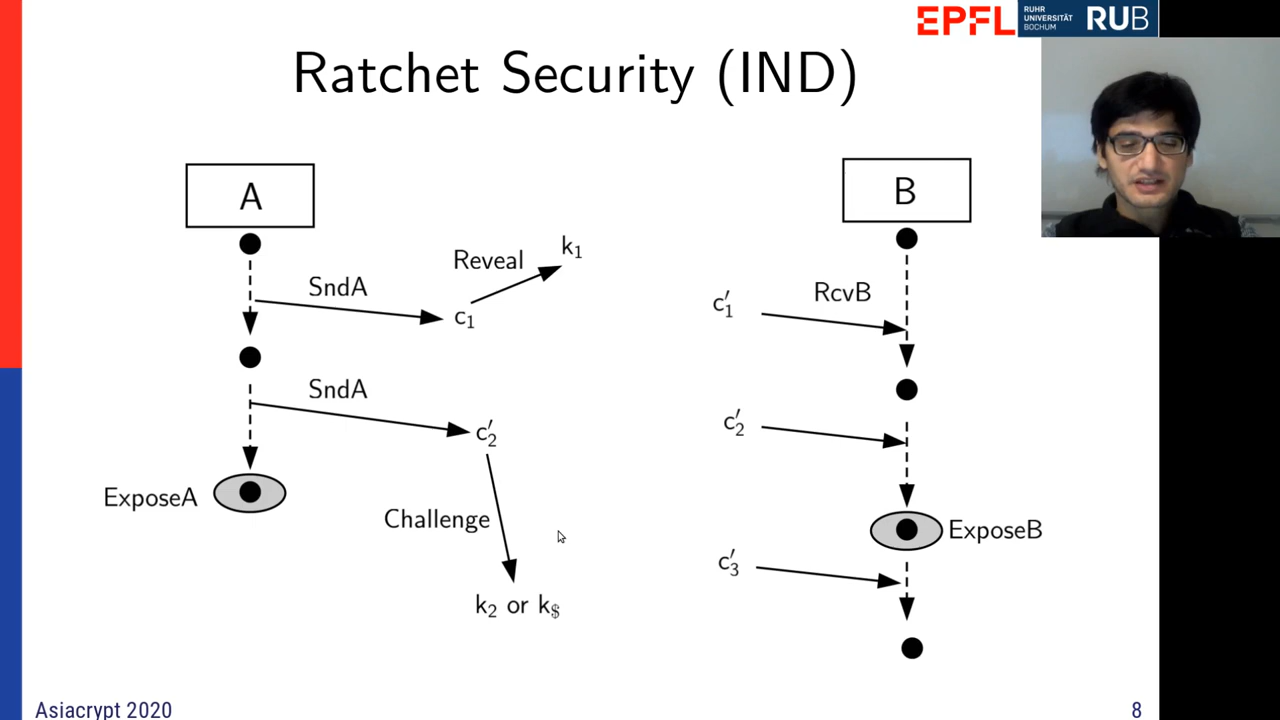 EPFL
RUHR
UNIVERSITÄT
BOCHUM
RUB
Ratchet Security (IND)
A
B
Reveal
k₁
SndA
c₁
c′₁
RcvB
SndA
c′₂
c′₂
ExposeA
Challenge
ExposeB
c′₃
k₂ or k$
Asiacrypt 2020
8